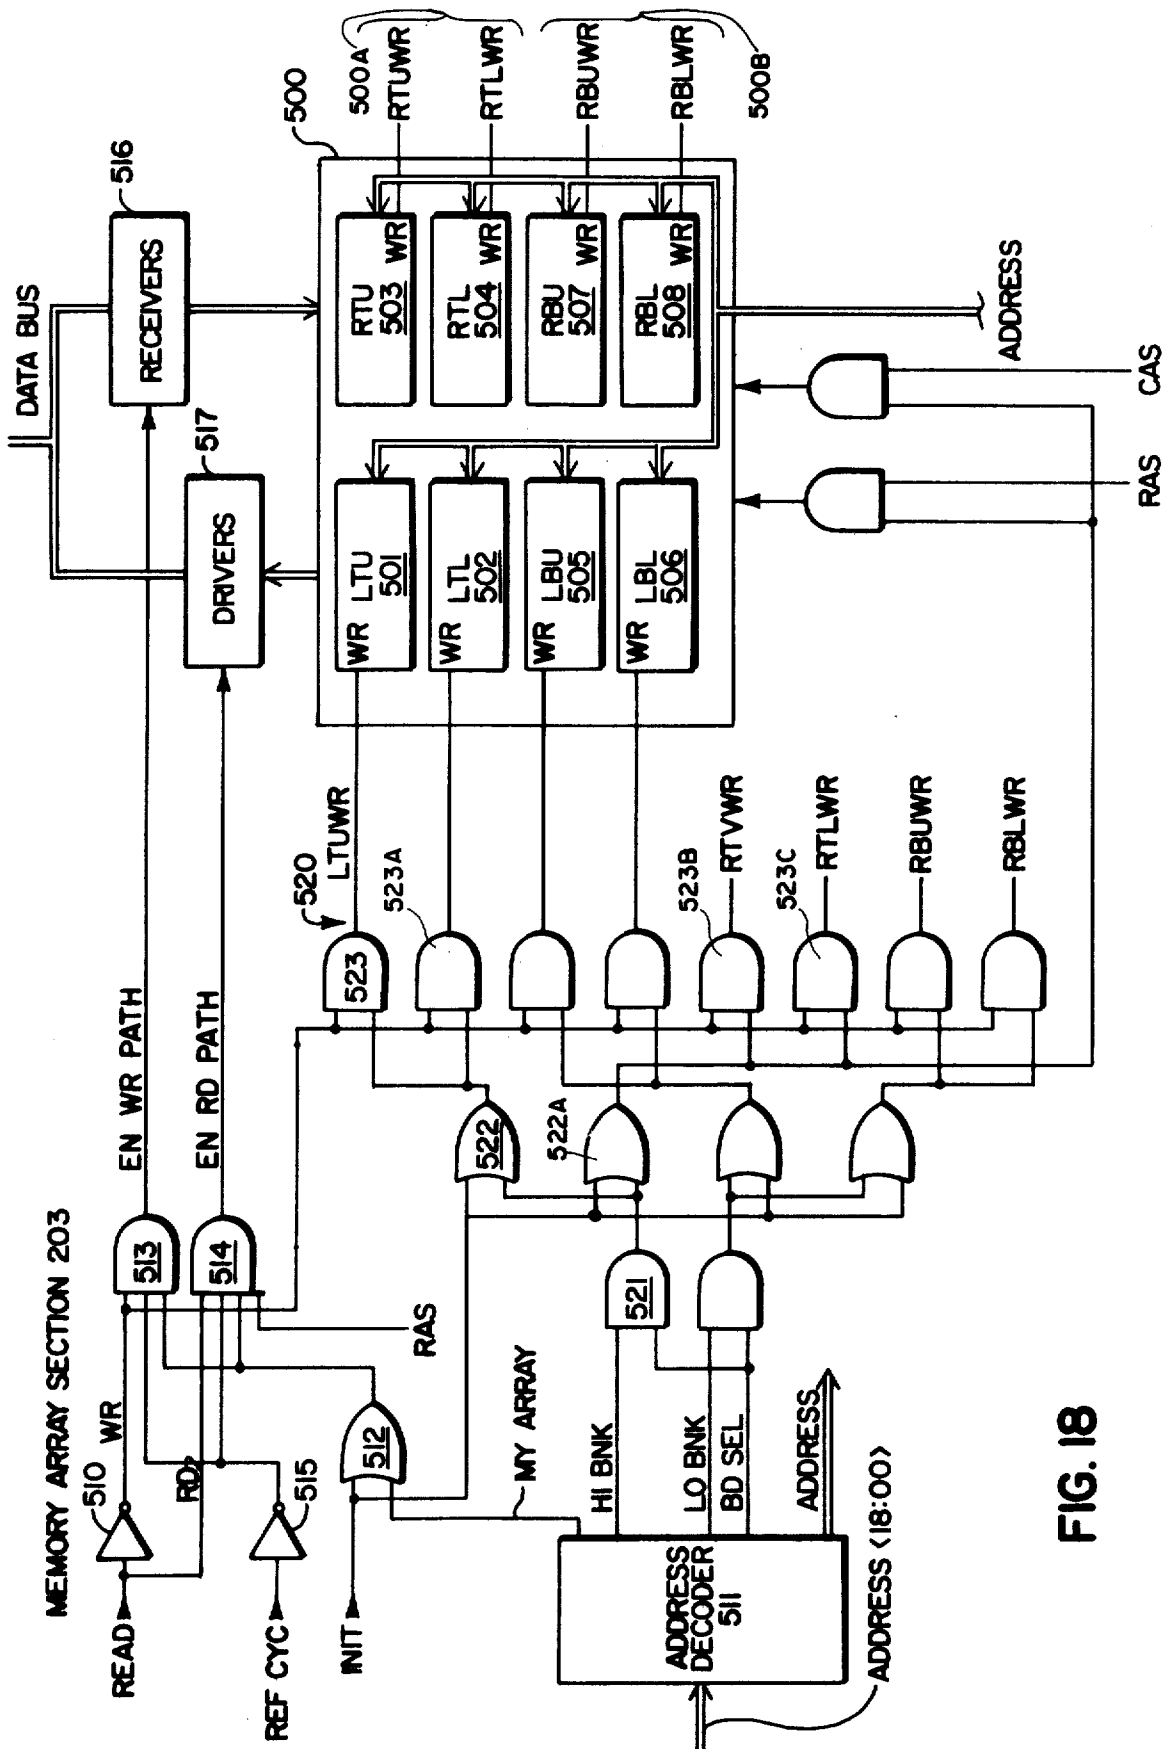 MEMORY ARRAY SECTION 203
READ
510
WR
RD
REF CYC
515
INIT
512
MY ARRAY
513
514
RAS
EN WR PATH
EN RD PATH
DATA BUS
RECEIVERS
516
DRIVERS
517
500
500A
RTUWR
RTLWR
RBUWR
RBLWR
500B
LTU
501
WR
LTL
502
WR
LBU
505
WR
LBL
506
WR
RTU
503
WR
RTL
504
WR
RBU
507
WR
RBL
508
WR
520
LTUWR
523
523A
523B
RTVWR
523C
RTLWR
RBUWR
RBLWR
522
522A
521
HI BNK
LO BNK
BD SEL
ADDRESS
ADDRESS
DECODER
511
ADDRESS <18:00>
RAS
CAS
ADDRESS
FIG. 18